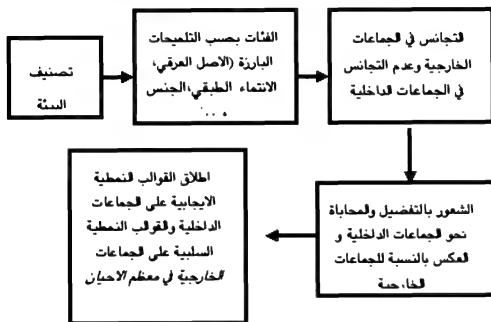 تصنيف
البيئة
الفئات بحسب التلميحات
البارزة (الاصل العرقي،
الانتماء الطبقي،الجنس
،...
التجانس في الجماعات
الخارجية وعدم التجانس
في الجماعات الداخلية
الشعور بالتفضيل والمحاباة
نحو الجماعات الداخلية و
العكس بالنسبة للجماعات
الخارجية
اطلاق القوالب النمطية
الايجابية على الجماعات
الداخلية والقوالب النمطية
السلبية على الجماعات
الخارجية في معظم الاحيان